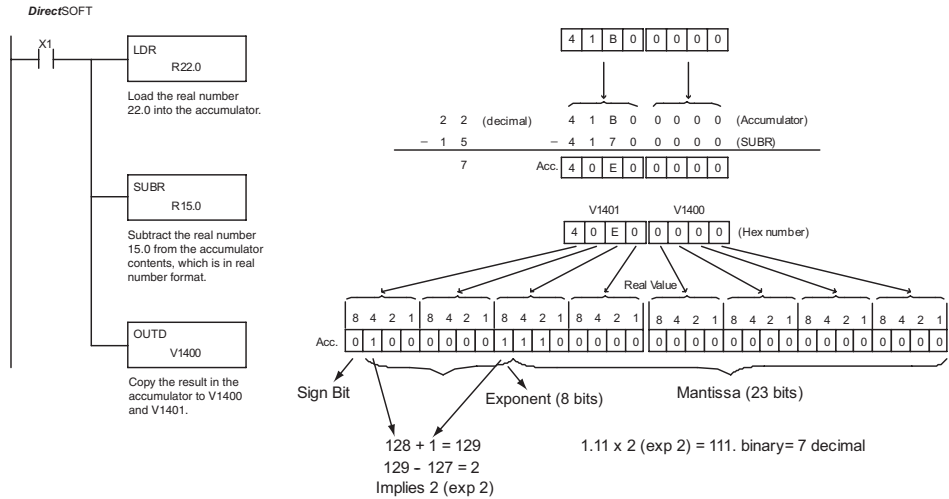 DirectSOFT
X1
LDR
R22.0
Load the real number
22.0 into the accumulator.
SUBR
R15.0
Subtract the real number
15.0 from the accumulator
contents, which is in real
number format.
OUTD
V1400
Copy the result in the
accumulator to V1400
and V1401.
4 1 B 0 0 0 0 0
2 2 (decimal) 4 1 B 0 0 0 0 0 (Accumulator)
– 1 5 – 4 1 7 0 0 0 0 0 (SUBR)
7 Acc. 4 0 E 0 0 0 0 0
V1401 V1400
4 0 E 0 0 0 0 0 (Hex number)
Real Value
8 4 2 1 8 4 2 1 8 4 2 1 8 4 2 1 8 4 2 1 8 4 2 1 8 4 2 1 8 4 2 1
Acc. 0 1 0 0 0 0 0 0 1 1 1 0 0 0 0 0 0 0 0 0 0 0 0 0 0 0 0 0 0 0 0 0
Sign Bit Exponent (8 bits) Mantissa (23 bits)
128 + 1 = 129 1.11 x 2 (exp 2) = 111. binary= 7 decimal
129 – 127 = 2
Implies 2 (exp 2)